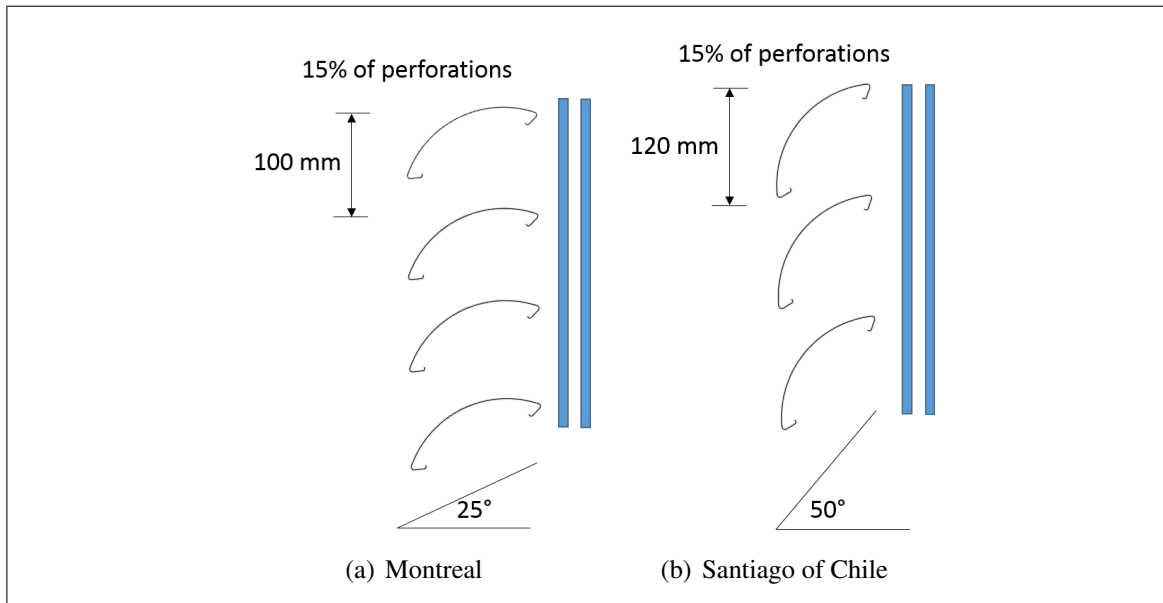 15% of perforations
100 mm
25°
(a) Montreal
15% of perforations
120 mm
50°
(b) Santiago of Chile